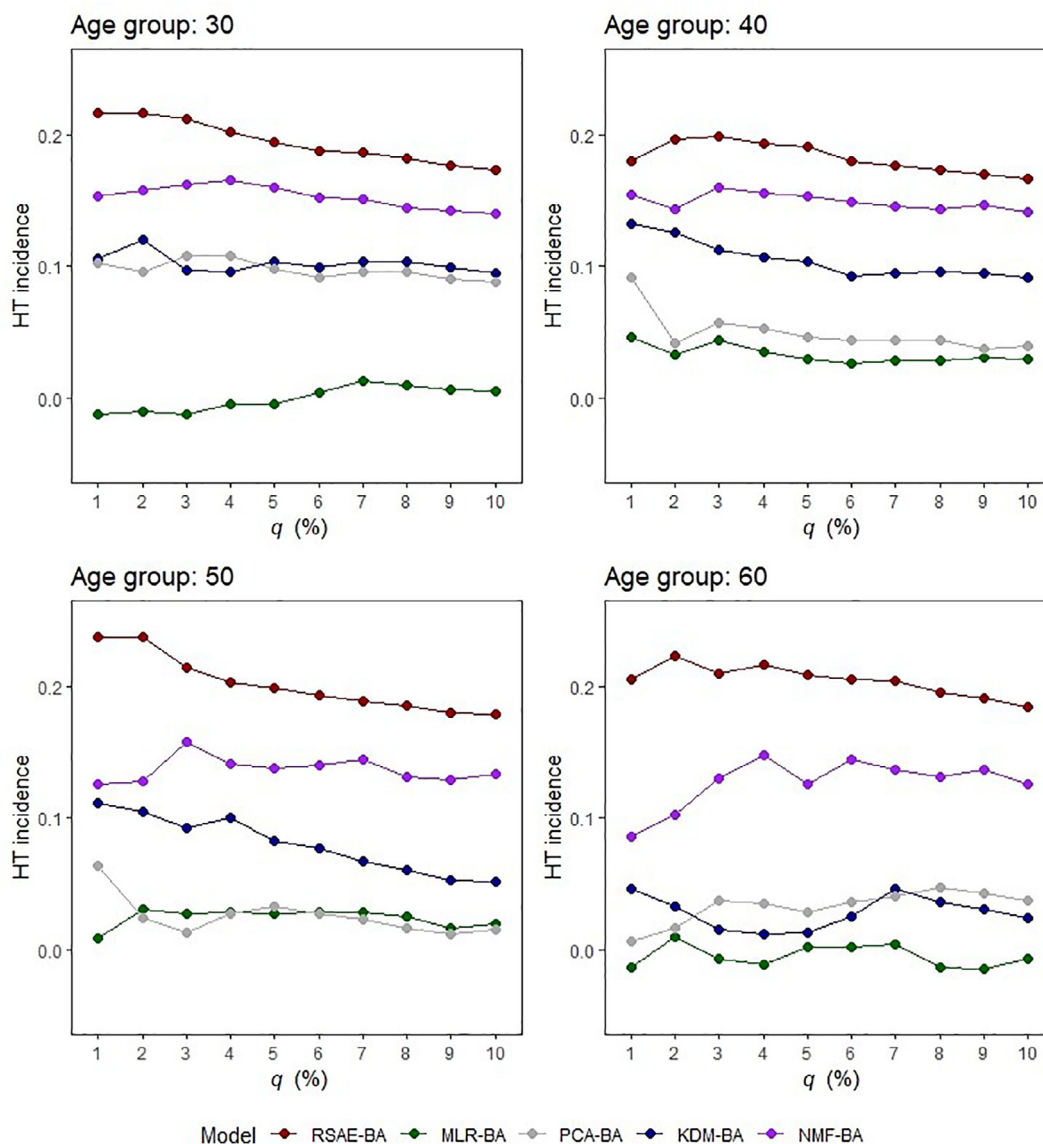 Age group: 30
Age group: 40
HT incidence
0.2
0.1
0.0
1 2 3 4 5 6 7 8 9 10
q (%)
HT incidence
0.2
0.1
0.0
1 2 3 4 5 6 7 8 9 10
q (%)
Age group: 50
Age group: 60
HT incidence
0.2
0.1
0.0
1 2 3 4 5 6 7 8 9 10
q (%)
HT incidence
0.2
0.1
0.0
1 2 3 4 5 6 7 8 9 10
q (%)
Model RSAE-BA MLR-BA PCA-BA KDM-BA NMF-BA